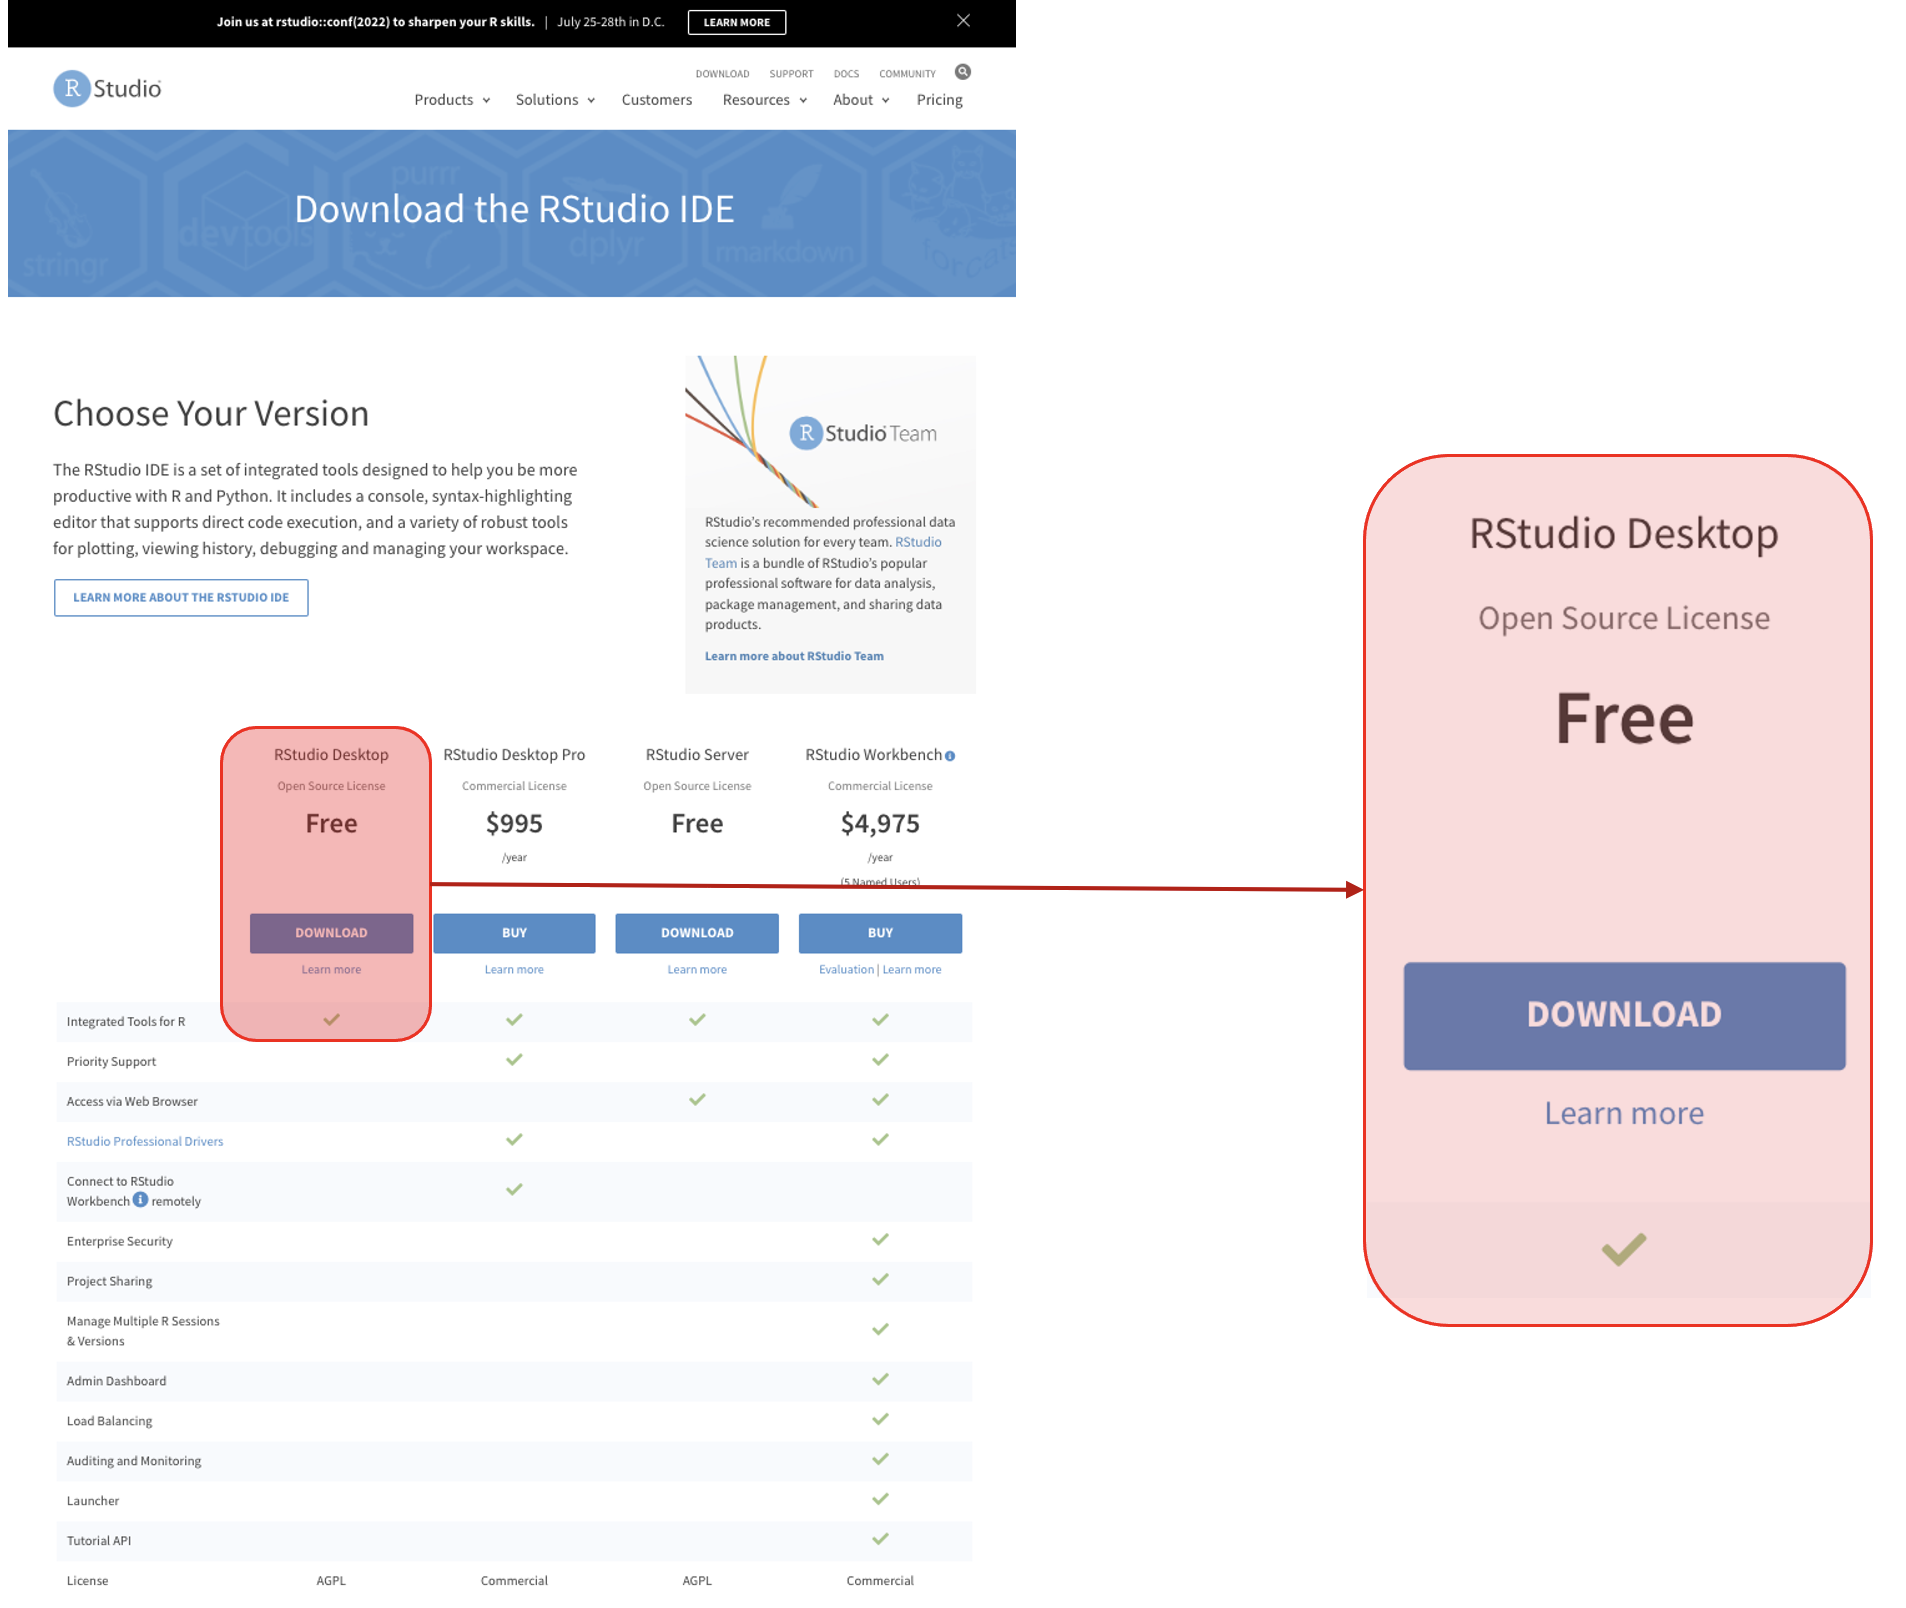 Join us at rstudio::conf(2022) to sharpen your R skills. | July 25-28th in D.C. LEARN MORE
R Studio
DOWNLOAD SUPPORT DOCS COMMUNITY
Products Solutions Customers Resources About Pricing
Download the RStudio IDE
stringr
devtools
purrr
dplyr
rmarkdown
forcats
Choose Your Version
The RStudio IDE is a set of integrated tools designed to help you be more
productive with R and Python. It includes a console, syntax-highlighting
editor that supports direct code execution, and a variety of robust tools
for plotting, viewing history, debugging and managing your workspace.
LEARN MORE ABOUT THE RSTUDIO IDE
R Studio Team
RStudio's recommended professional data
science solution for every team. RStudio
Team is a bundle of RStudio's popular
professional software for data analysis,
package management, and sharing data
products.
Learn more about RStudio Team
RStudio Desktop RStudio Desktop Pro RStudio Server RStudio Workbench
Open Source License Commercial License Open Source License Commercial License
Free $995 Free $4,975
/year /year
(5 Named Users)
DOWNLOAD BUY DOWNLOAD BUY
Learn more Learn more Learn more Evaluation | Learn more
Integrated Tools for R
Priority Support
Access via Web Browser
RStudio Professional Drivers
Connect to RStudio
Workbench remotely
Enterprise Security
Project Sharing
Manage Multiple R Sessions
& Versions
Admin Dashboard
Load Balancing
Auditing and Monitoring
Launcher
Tutorial API
License AGPL Commercial AGPL Commercial
RStudio Desktop
Open Source License
Free
DOWNLOAD
Learn more